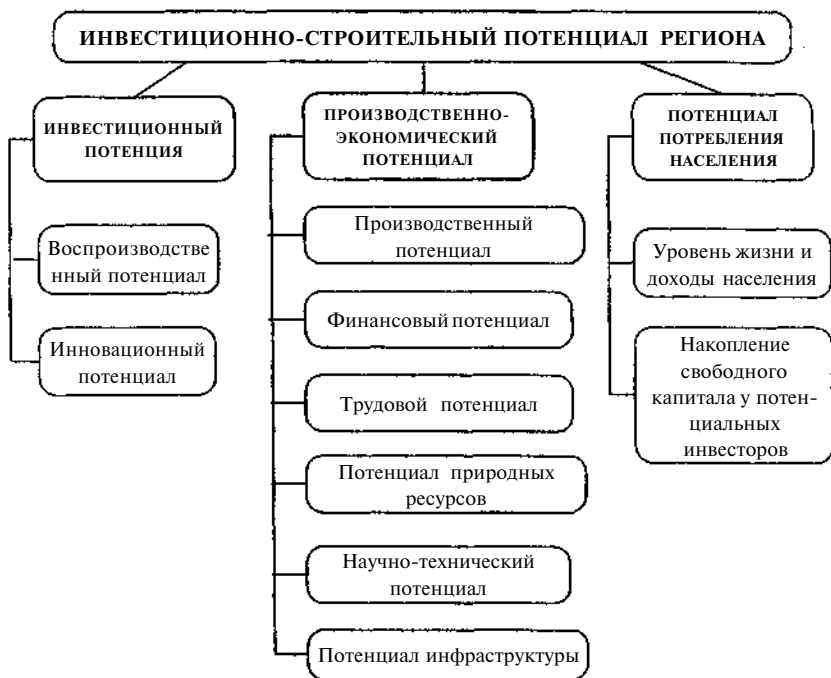 ИНВЕСТИЦИОННО-СТРОИТЕЛЬНЫЙ ПОТЕНЦИАЛ РЕГИОНА
ИНВЕСТИЦИОННЫЙ
ПОТЕНЦИЯ
Воспроизводстве
нный потенциал
Инновационный
потенциал
ПРОИЗВОДСТВЕННО-
ЭКОНОМИЧЕСКИЙ
ПОТЕНЦИАЛ
Производственный
потенциал
Финансовый потенциал
Трудовой потенциал
Потенциал природных
ресурсов
Научно-технический
потенциал
Потенциал инфраструктуры
ПОТЕНЦИАЛ
ПОТРЕБЛЕНИЯ
НАСЕЛЕНИЯ
Уровень жизни и
доходы населения
Накопление
свободного
капитала у потен-
циальных
инвесторов